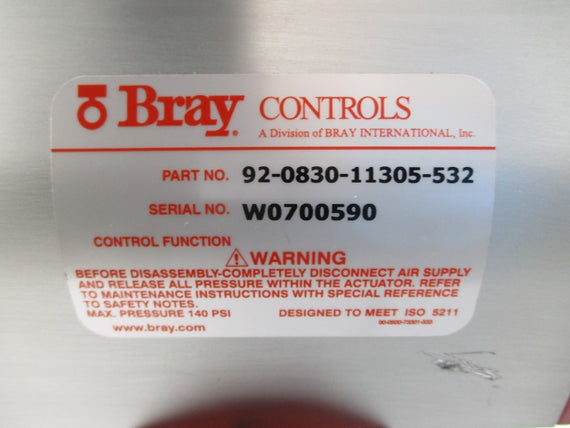 Bray CONTROLS
A Division of BRAY INTERNATIONAL, Inc.
PART NO. 92-0830-11305-532
SERIAL NO. W0700590
CONTROL FUNCTION
WARNING
BEFORE DISASSEMBLY-COMPLETELY DISCONNECT AIR SUPPLY
AND RELEASE ALL PRESSURE WITHIN THE ACTUATOR. REFER
TO MAINTENANCE INSTRUCTIONS WITH SPECIAL REFERENCE
TO SAFETY NOTES.
MAX. PRESSURE 140 PSI DESIGNED TO MEET ISO 5211
www.bray.com